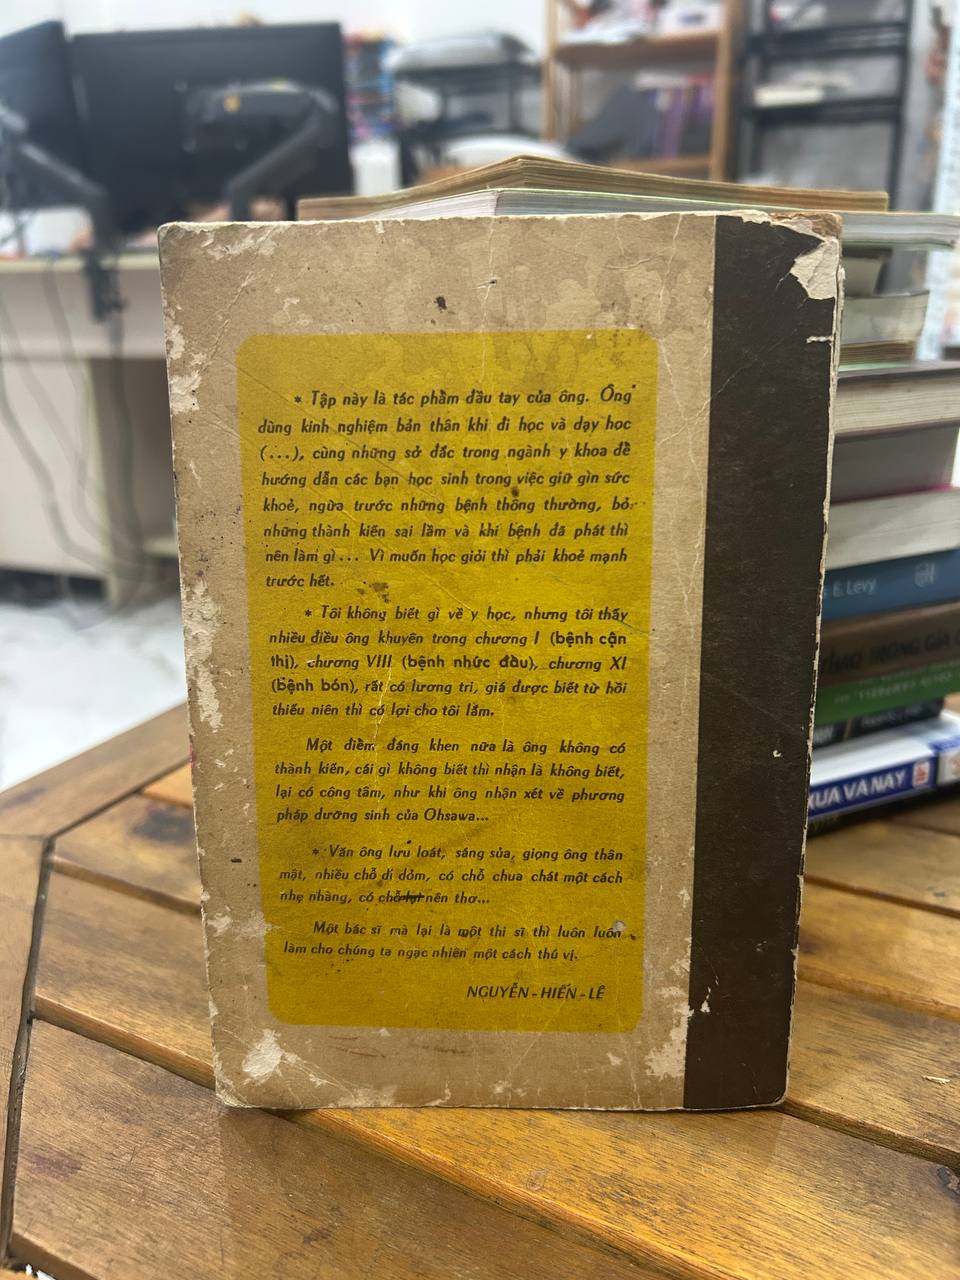 * Tập này là tác phẩm đầu tay của ông. Ông
dùng kinh nghiệm bản thân khi đi học và dạy học
(...), cùng những sở đắc trong ngành y khoa để
hướng dẫn các bạn học sinh trong việc giữ gìn sức
khoẻ, ngừa trước những bệnh thông thường, bỏ
những thành kiến sai lầm và khi bệnh đã phát thì
nên làm gì... Vì muốn học giỏi thì phải khoẻ mạnh
trước hết.
* Tôi không biết gì về y học, nhưng tôi thấy
nhiều điều ông khuyên trong chương I (bệnh cận
thị), chương VIII (bệnh nhức đầu), chương XI
(bệnh bón), rất có lương tri, giá được biết từ hồi
thiếu niên thì có lợi cho tôi lắm.
Một điểm đáng khen nữa là ông không có
thành kiến, cái gì không biết thì nhận là không biết,
lại có công tâm, như khi ông nhận xét về phương
pháp dưỡng sinh của Ohsawa...
* Văn ông lưu loát, sáng sủa, giọng ông thân
mật, nhiều chỗ dí dỏm, có chỗ chua chát một cách
nhẹ nhàng, có chỗ nên thơ...
Một bác sĩ mà lại là một thi sĩ thì luôn luôn
làm cho chúng ta ngạc nhiên một cách thú vị.
NGUYỄN-HIẾN-LÊ
E. Levy
XƯA VÀ NAY